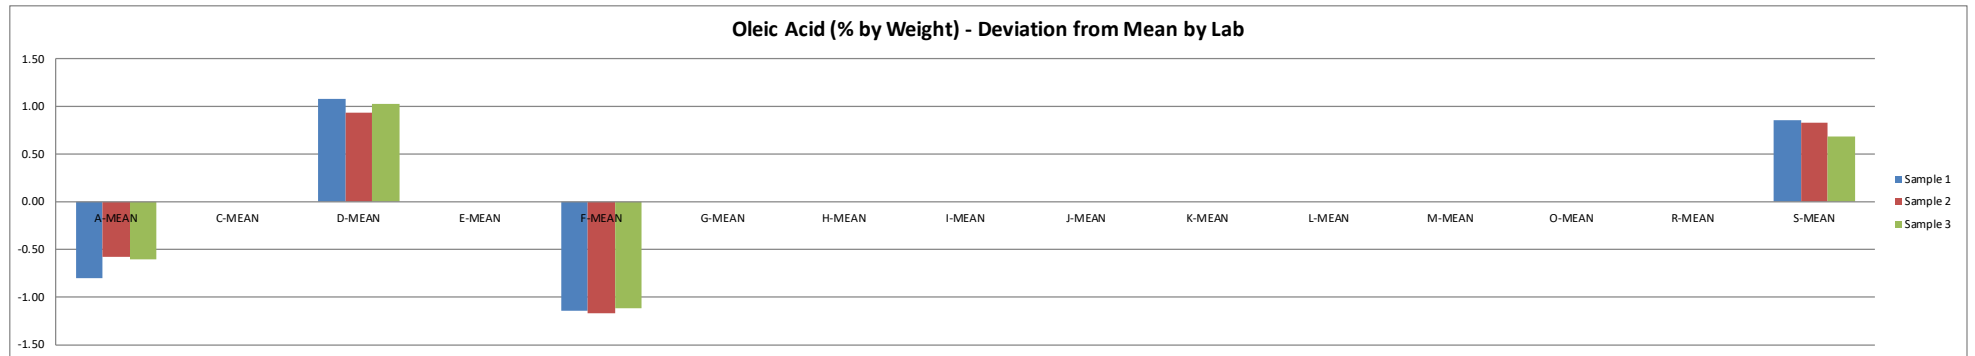 Oleic Acid (% by Weight) - Deviation from Mean by Lab
1.50
1.00
0.50
0.00
-0.50
-1.00
-1.50
A-MEAN C-MEAN D-MEAN E-MEAN F-MEAN G-MEAN H-MEAN I-MEAN J-MEAN K-MEAN L-MEAN M-MEAN O-MEAN R-MEAN S-MEAN
Sample 1
Sample 2
Sample 3